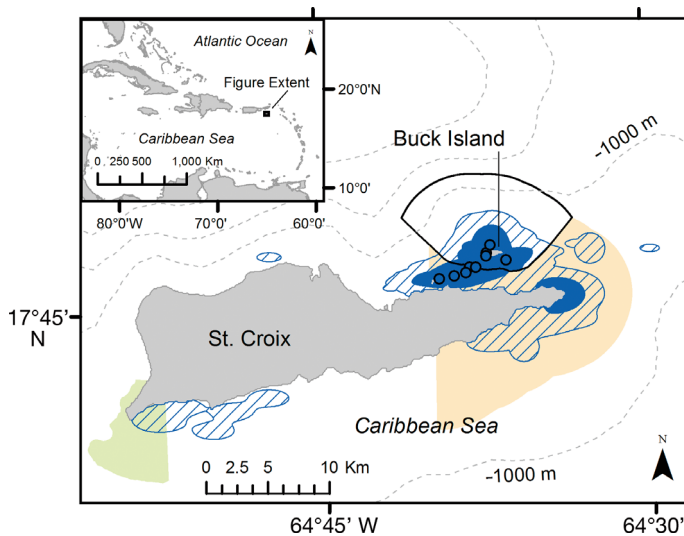 Atlantic Ocean
N
Figure Extent
20°0'N
Caribbean Sea
0 250 500 1,000 Km
10°0'
80°0'W 70°0' 60°0'
Buck Island
-1000 m
17°45'
N
St. Croix
Caribbean Sea
N
0 2.5 5 10 Km
-1000 m
64°45' W 64°30'